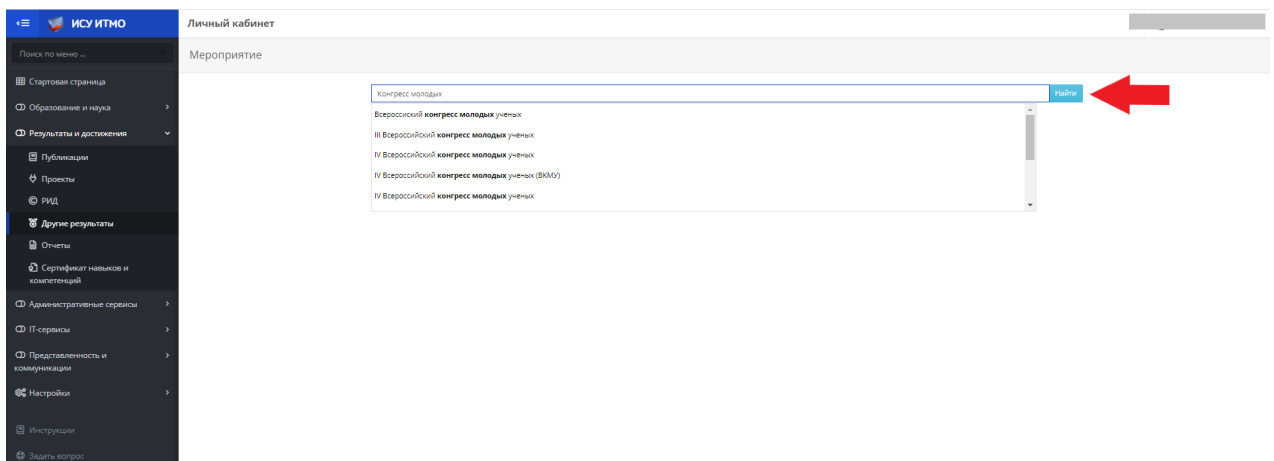 ИСУ ИТМО
Личный кабинет
Поиск по меню ...
Мероприятие
Стартовая страница
Образование и наука
Результаты и достижения
Публикации
Проекты
РИД
Другие результаты
Отчеты
Сертификат навыков и
компетенций
Административные сервисы
IT-сервисы
Представленность и
коммуникации
Настройки
Инструкции
Задать вопрос
Конгресс молодых
Найти
Всероссиский конгресс молодых ученых
III Всероссийский конгресс молодых ученых
IV Всероссийский конгресс молодых ученых
IV Всероссийский конгресс молодых ученых (ВКМУ)
IV Всероссийский конгресс молодых ученых